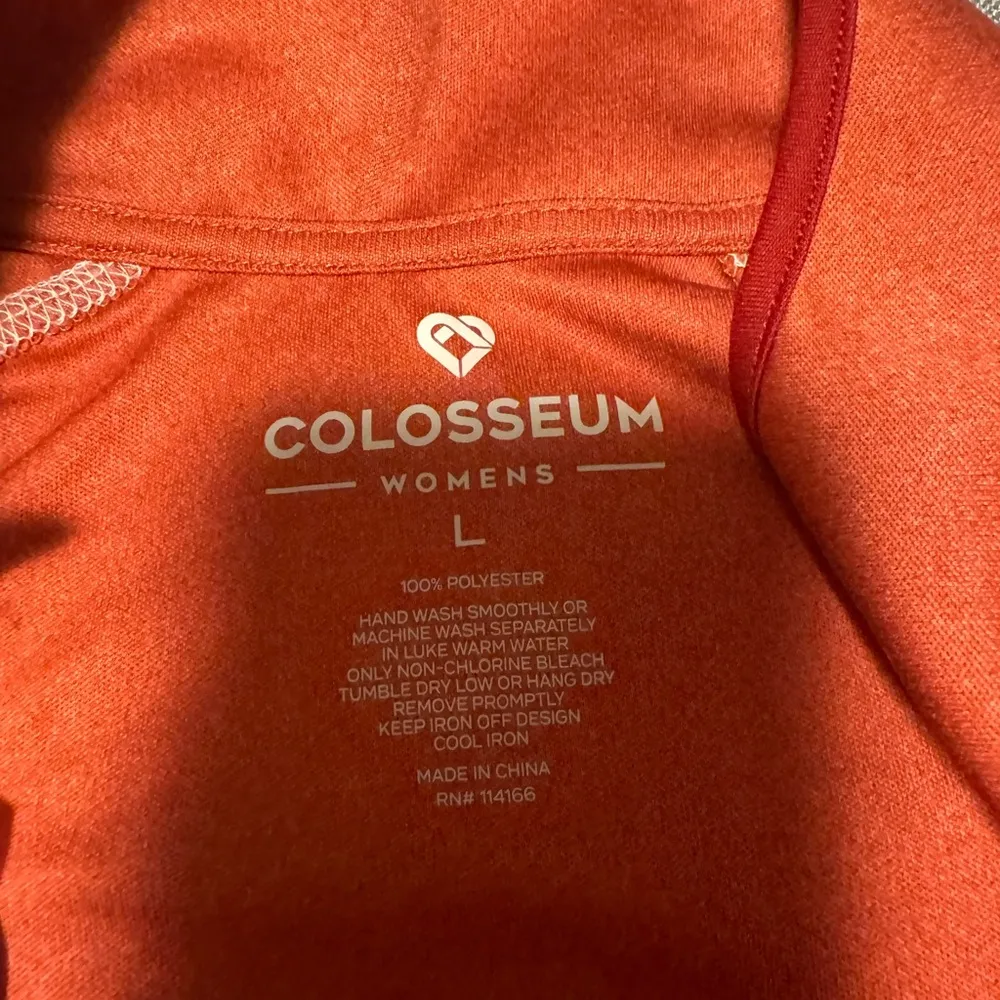 COLOSSEUM
WOMENS
L
100% POLYESTER
HAND WASH SMOOTHLY OR
MACHINE WASH SEPARATELY
IN LUKE WARM WATER
ONLY NON-CHLORINE BLEACH
TUMBLE DRY LOW OR HANG DRY
REMOVE PROMPTLY
KEEP IRON OFF DESIGN
COOL IRON
MADE IN CHINA
RN# 114166